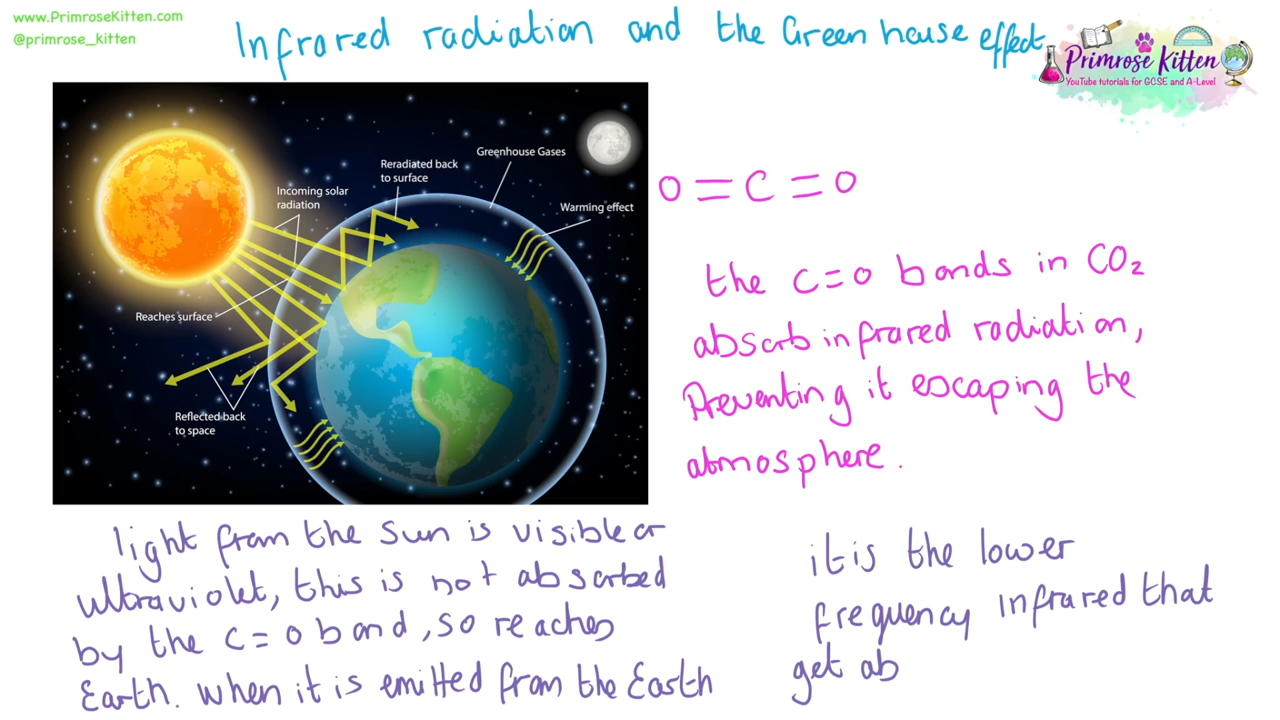 www.PrimroseKitten.com
@primrose_kitten
Infrared radiation and the Green house effect
Primrose Kitten
YouTube tutorials for GCSE and A-Level
Greenhouse Gases
Reradiated back
to surface
Incoming solar
radiation
Warming effect
Reaches surface
Reflected back
to space
O=C=O
the C=O bonds in CO2
absorb infrared radiation,
Preventing it escaping the
atmosphere.
light from the Sun is visible or
ultraviolet, this is not absorbed
by the C=O bond, so reaches
Earth. when it is emitted from the Earth
it is the lower
frequency infrared that
get ab